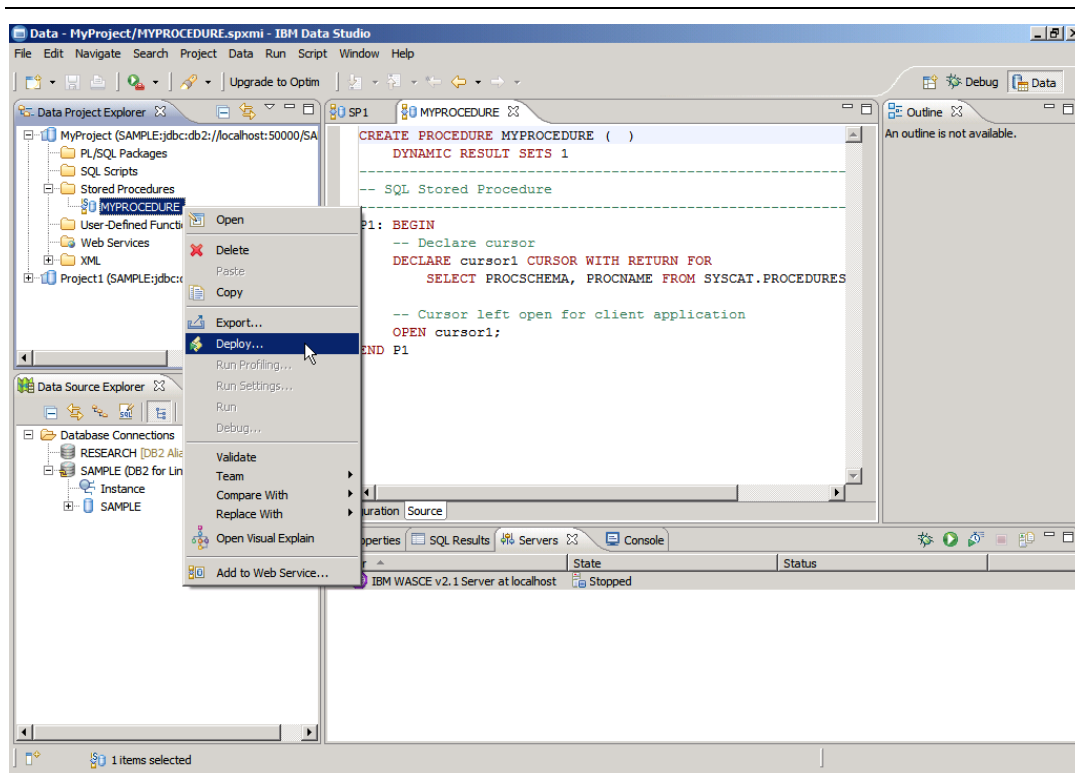 Data - MyProject/MYPROCEDURE.spxmi - IBM Data Studio
File Edit Navigate Search Project Data Run Script Window Help
Upgrade to Optim
Debug
Data
Data Project Explorer
MyProject (SAMPLE:jdbc:db2://localhost:50000/SA
PL/SQL Packages
SQL Scripts
Stored Procedures
MYPROCEDURE
User-Defined Functi
Web Services
XML
Project1 (SAMPLE:jdbc:
Open
Delete
Paste
Copy
Export...
Deploy...
Run Profiling...
Run Settings...
Run
Debug...
Validate
Team
Compare With
Replace With
Open Visual Explain
Add to Web Service...
SP1
MYPROCEDURE
CREATE PROCEDURE MYPROCEDURE ( )
DYNAMIC RESULT SETS 1
------------------------------------------------------------------------
-- SQL Stored Procedure
------------------------------------------------------------------------
P1: BEGIN
-- Declare cursor
DECLARE cursor1 CURSOR WITH RETURN FOR
SELECT PROCSCHEMA, PROCNAME FROM SYSCAT.PROCEDURES
-- Cursor left open for client application
OPEN cursor1;
END P1
uration
Source
Outline
An outline is not available.
Data Source Explorer
Database Connections
RESEARCH [DB2 Alia
SAMPLE (DB2 for Lin
Instance
SAMPLE
perties
SQL Results
Servers
Console
State
Status
IBM WASCE v2.1 Server at localhost
Stopped
1 items selected